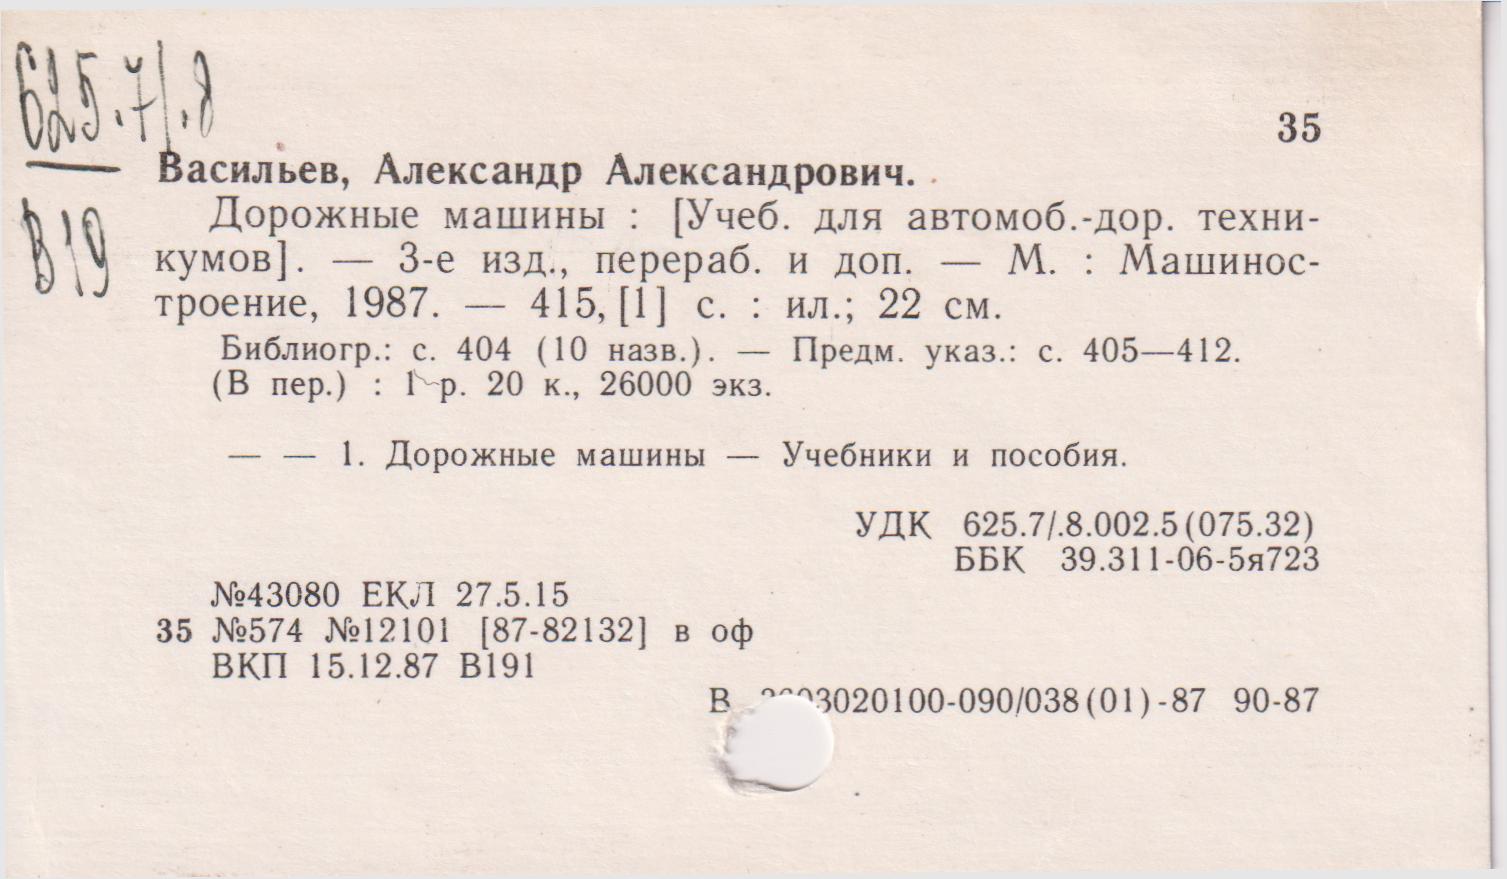 625.7/.8
35
Васильев, Александр Александрович.
В19
Дорожные машины : [Учеб. для автомоб.-дор. техни-
кумов]. — 3-е изд., перераб. и доп. — М. : Машинос-
троение, 1987. — 415, [1] с. : ил.; 22 см.
Библиогр.: с. 404 (10 назв.). — Предм. указ.: с. 405—412.
(В пер.) : 1 р. 20 к., 26000 экз.
— — 1. Дорожные машины — Учебники и пособия.
УДК 625.7/.8.002.5(075.32)
ББК 39.311-06-5я723
№43080 ЕКЛ 27.5.15
35 №574 №12101 [87-82132] в оф
ВКП 15.12.87 В191
В 3020100-090/038(01)-87 90-87